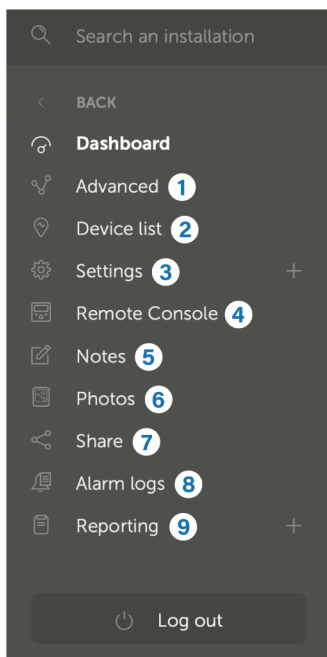 Search an installation
< BACK
Dashboard
Advanced 1
Device list 2
Settings 3 +
Remote Console 4
Notes 5
Photos 6
Share 7
Alarm logs 8
Reporting 9 +
Log out